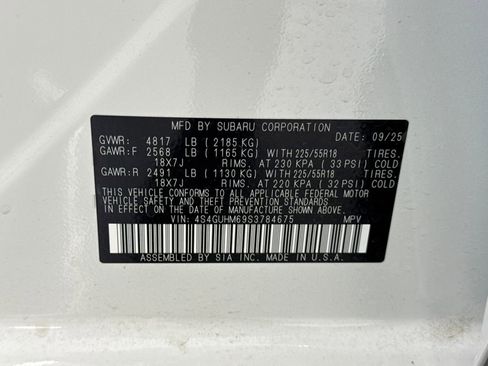 MFD BY SUBARU CORPORATION
GVWR: 4817 LB ( 2185 KG) DATE: 09/25
GAWR:F 2568 LB ( 1165 KG) WITH 225/55R18 TIRES.
18X7J RIMS. AT 230 KPA ( 33 PSI) COLD
GAWR:R 2491 LB ( 1130 KG) WITH 225/55R18 TIRES.
18X7J RIMS. AT 220 KPA ( 32 PSI) COLD
THIS VEHICLE CONFORMS TO ALL APPLICABLE FEDERAL MOTOR
VEHICLE SAFETY AND THEFT PREVENTION STANDARDS IN EFFECT
ON THE DATE OF MANUFACTURE SHOWN ABOVE.
VIN: 4S4GUHM69S3784675 MPV
ASSEMBLED BY SIA INC. MADE IN U.S.A.